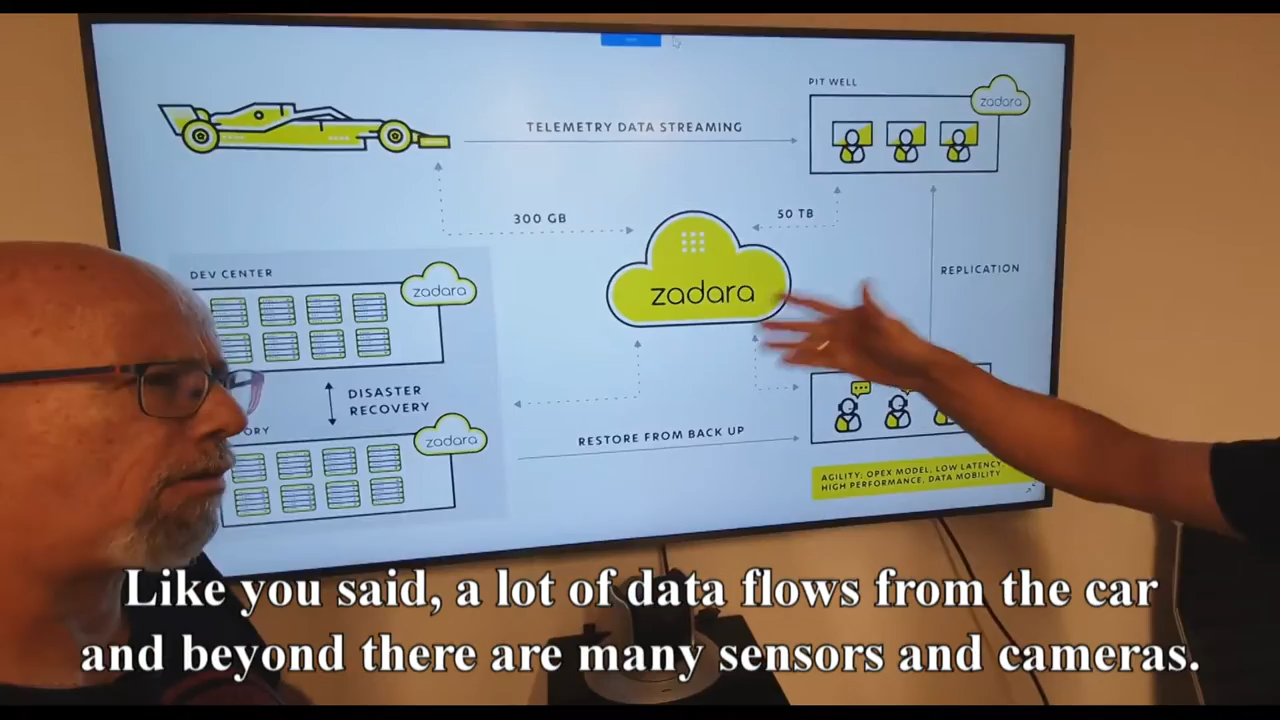 PIT WELL
zadara
TELEMETRY DATA STREAMING
300 GB
50 TB
zadara
REPLICATION
DEV CENTER
zadara
DISASTER
RECOVERY
ORY
zadara
RESTORE FROM BACK UP
AGILITY, OPEX MODEL, LOW LATENCY,
HIGH PERFORMANCE, DATA MOBILITY
Like you said, a lot of data flows from the car
and beyond there are many sensors and cameras.